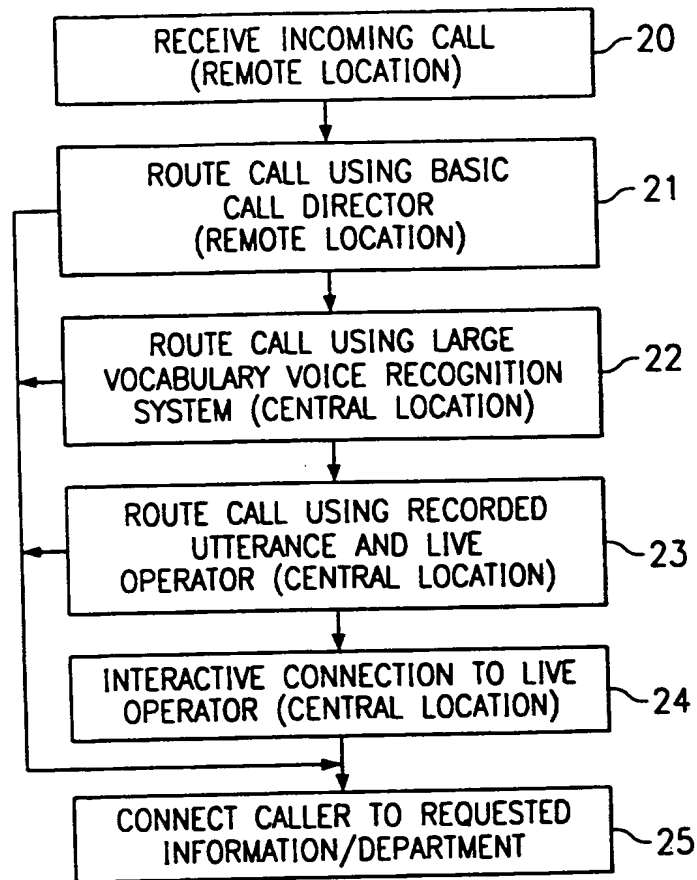 RECEIVE INCOMING CALL
(REMOTE LOCATION)
20
ROUTE CALL USING BASIC
CALL DIRECTOR
(REMOTE LOCATION)
21
ROUTE CALL USING LARGE
VOCABULARY VOICE RECOGNITION
SYSTEM (CENTRAL LOCATION)
22
ROUTE CALL USING RECORDED
UTTERANCE AND LIVE
OPERATOR (CENTRAL LOCATION)
23
INTERACTIVE CONNECTION TO LIVE
OPERATOR (CENTRAL LOCATION)
24
CONNECT CALLER TO REQUESTED
INFORMATION/DEPARTMENT
25